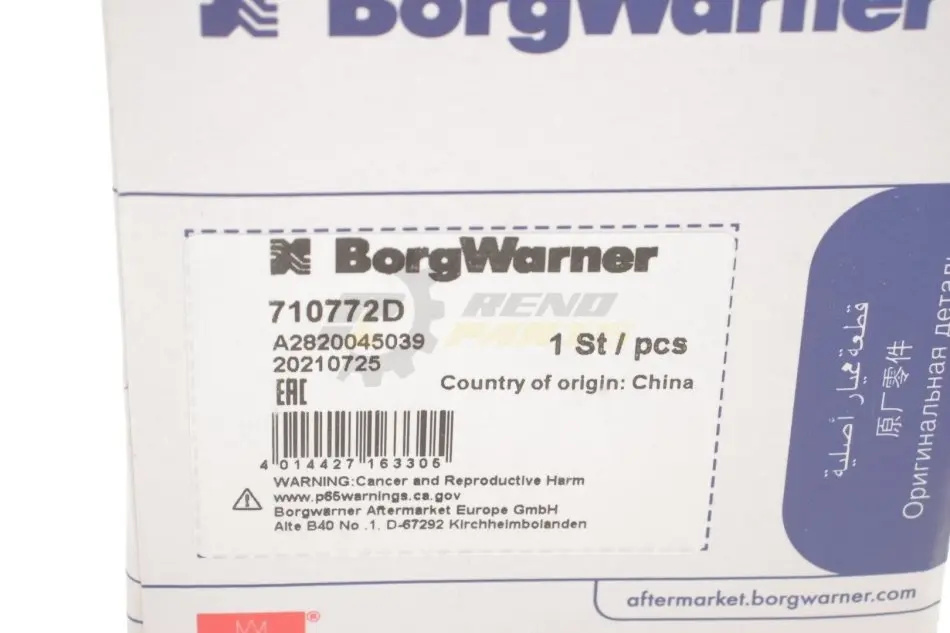 BorgWarner
BorgWarner
710772D
RENO
PARTS
A2820045039
1 St / pcs
20210725
Country of origin: China
EAC
4 014427 163305
WARNING:Cancer and Reproductive Harm
www.p65warnings.ca.gov
Borgwarner Aftermarket Europe GmbH
Alte B40 No .1. D-67292 Kirchheimbolanden
قطعة غيار أصلية
原厂零件
Оригинальная деталь
aftermarket.borgwarner.com
®